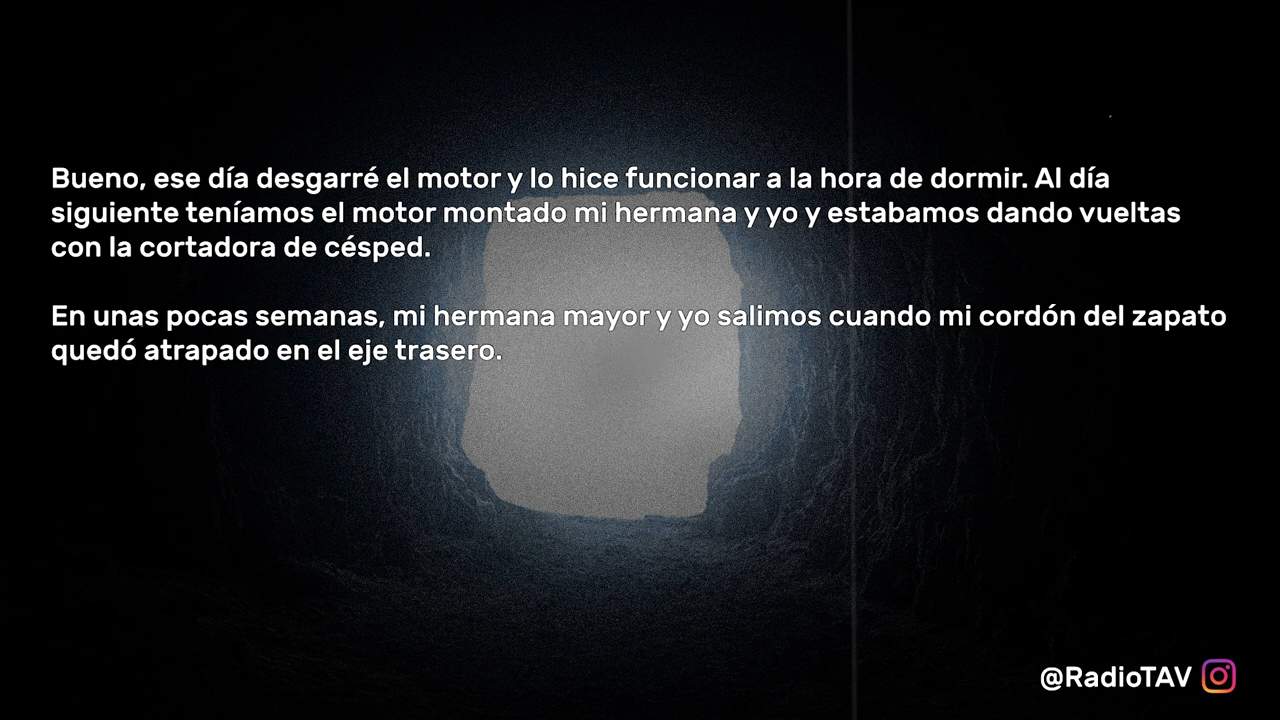 Bueno, ese día desgarré el motor y lo hice funcionar a la hora de dormir. Al día
siguiente teníamos el motor montado mi hermana y yo y estabamos dando vueltas
con la cortadora de césped.
En unas pocas semanas, mi hermana mayor y yo salimos cuando mi cordón del zapato
quedó atrapado en el eje trasero.
@RadioTAV